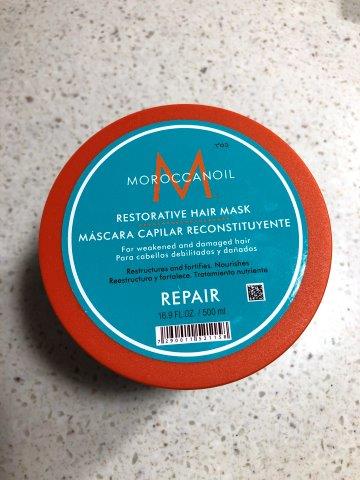 M
MOROCCANOIL
RESTORATIVE HAIR MASK
MÁSCARA CAPILAR RECONSTITUYENTE
For weakened and damaged hair
Para cabellos debilitados y dañados
Restructures and fortifies. Nourishes
Reestructura y fortalece. Tratamiento nutriente
REPAIR
16.9 FL.OZ. / 500 ml